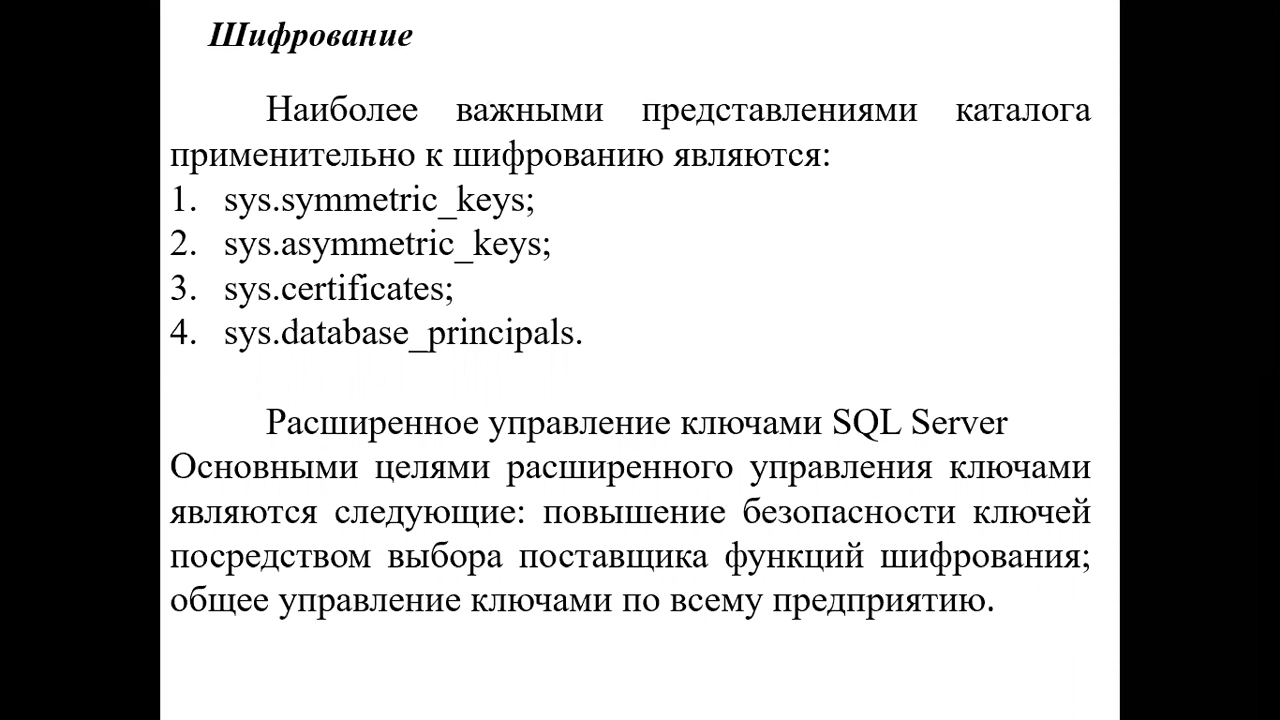 Шифрование
Наиболее важными представлениями каталога
применительно к шифрованию являются:
1. sys.symmetric_keys;
2. sys.asymmetric_keys;
3. sys.certificates;
4. sys.database_principals.
Расширенное управление ключами SQL Server
Основными целями расширенного управления ключами
являются следующие: повышение безопасности ключей
посредством выбора поставщика функций шифрования;
общее управление ключами по всему предприятию.